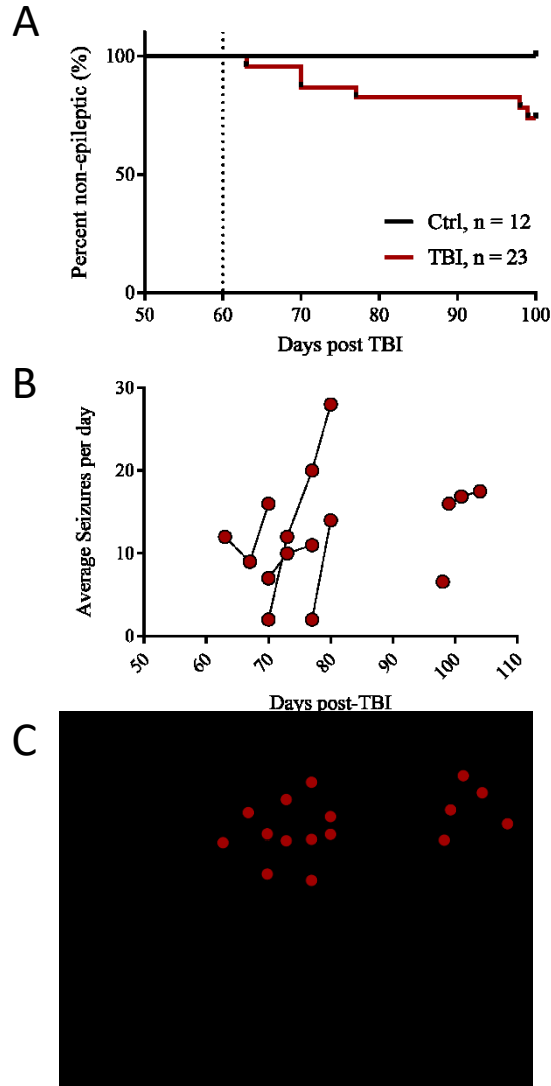 A
Percent non-epileptic (%)
100
50
0
Ctrl, n = 12
TBI, n = 23
50 60 70 80 90 100
Days post TBI
B
Average Seizures per day
30
20
10
0
50 60 70 80 90 100 110
Days post-TBI
C